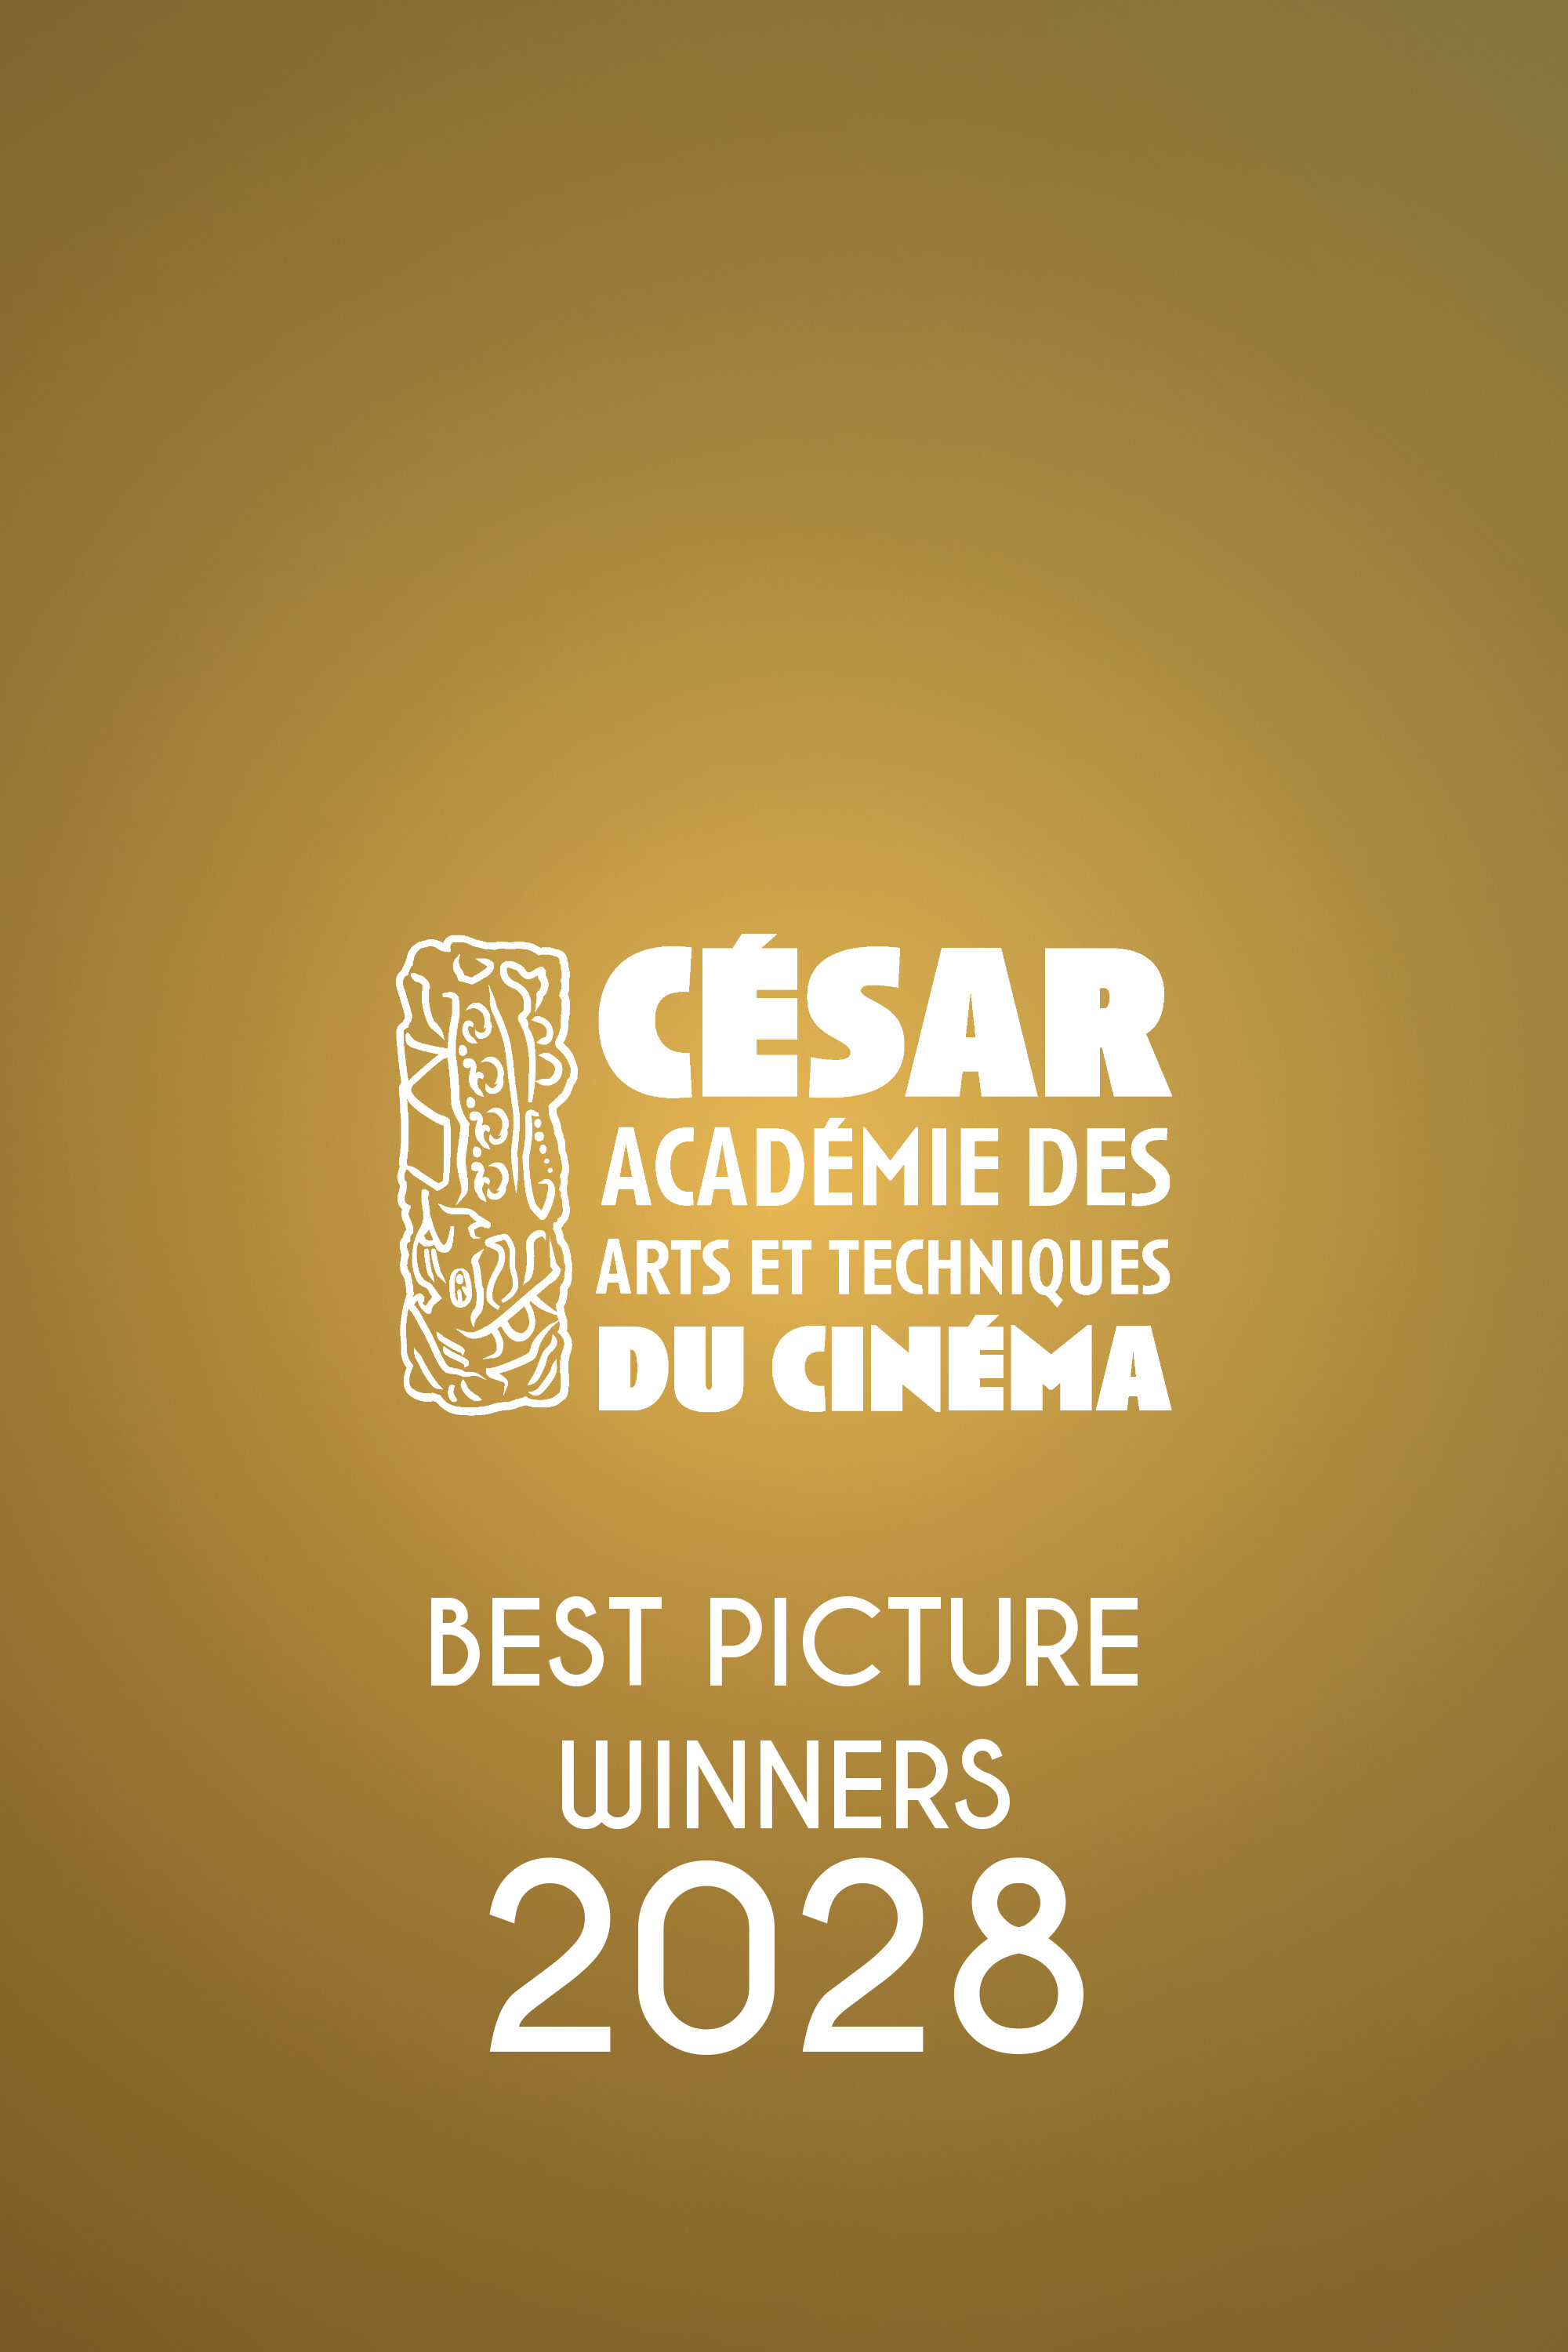 CÉSAR
ACADÉMIE DES
ARTS ET TECHNIQUES
DU CINÉMA
BEST PICTURE
WINNERS
2028